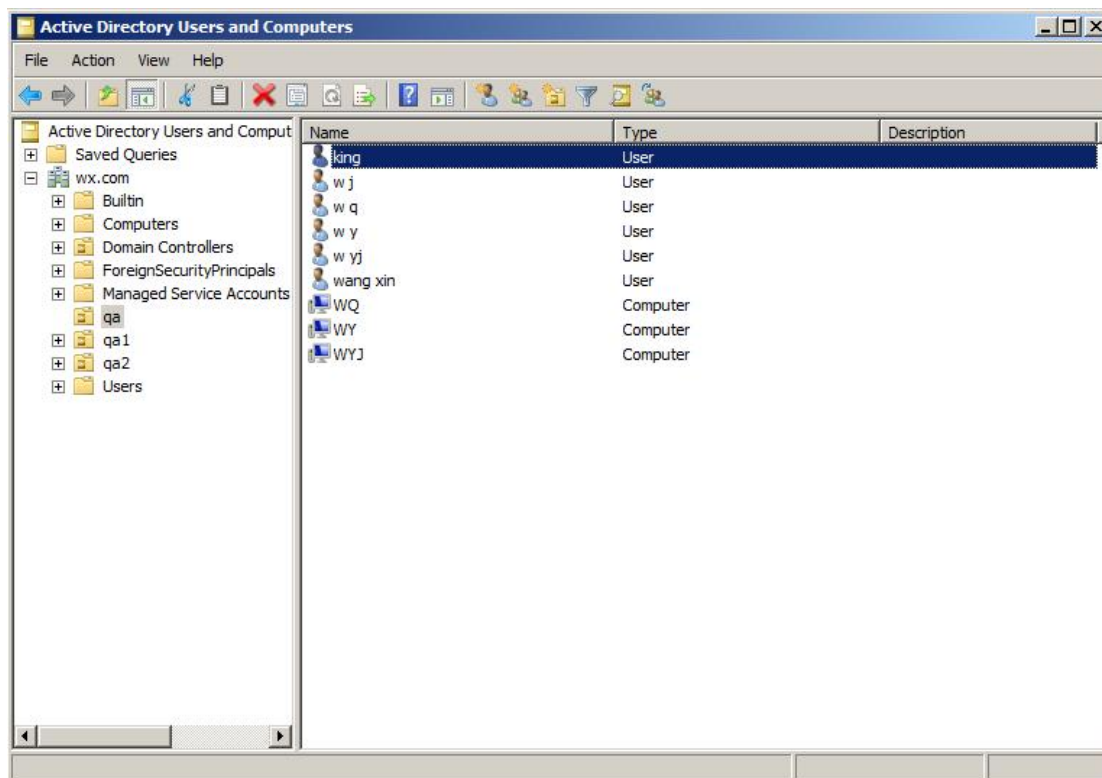 Active Directory Users and Computers
File Action View Help
Active Directory Users and Comput
Saved Queries
wx.com
Builtin
Computers
Domain Controllers
ForeignSecurityPrincipals
Managed Service Accounts
qa
qa1
qa2
Users
Name Type Description
king User
w j User
w q User
w y User
w yj User
wang xin User
WQ Computer
WY Computer
WYJ Computer